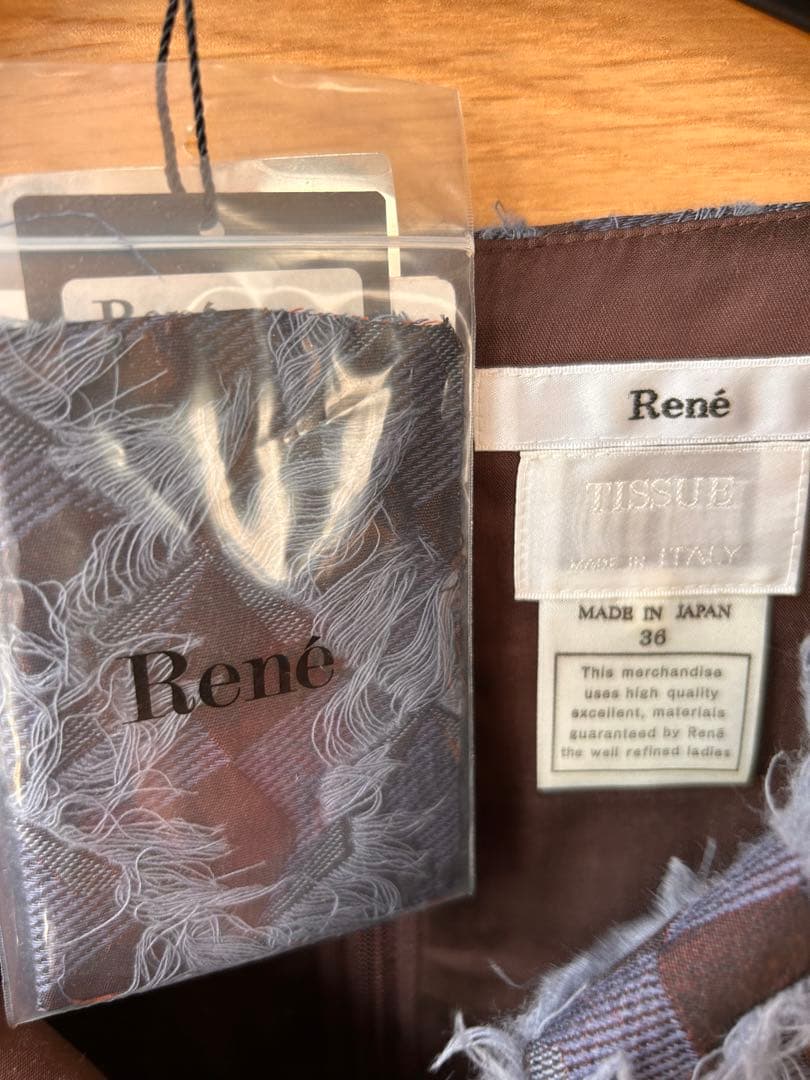 René
René
René
TISSUE
MADE IN ITALY
MADE IN JAPAN
36
This merchandise
uses high quality
excellent, materials
guaranteed by René
the well refined ladies